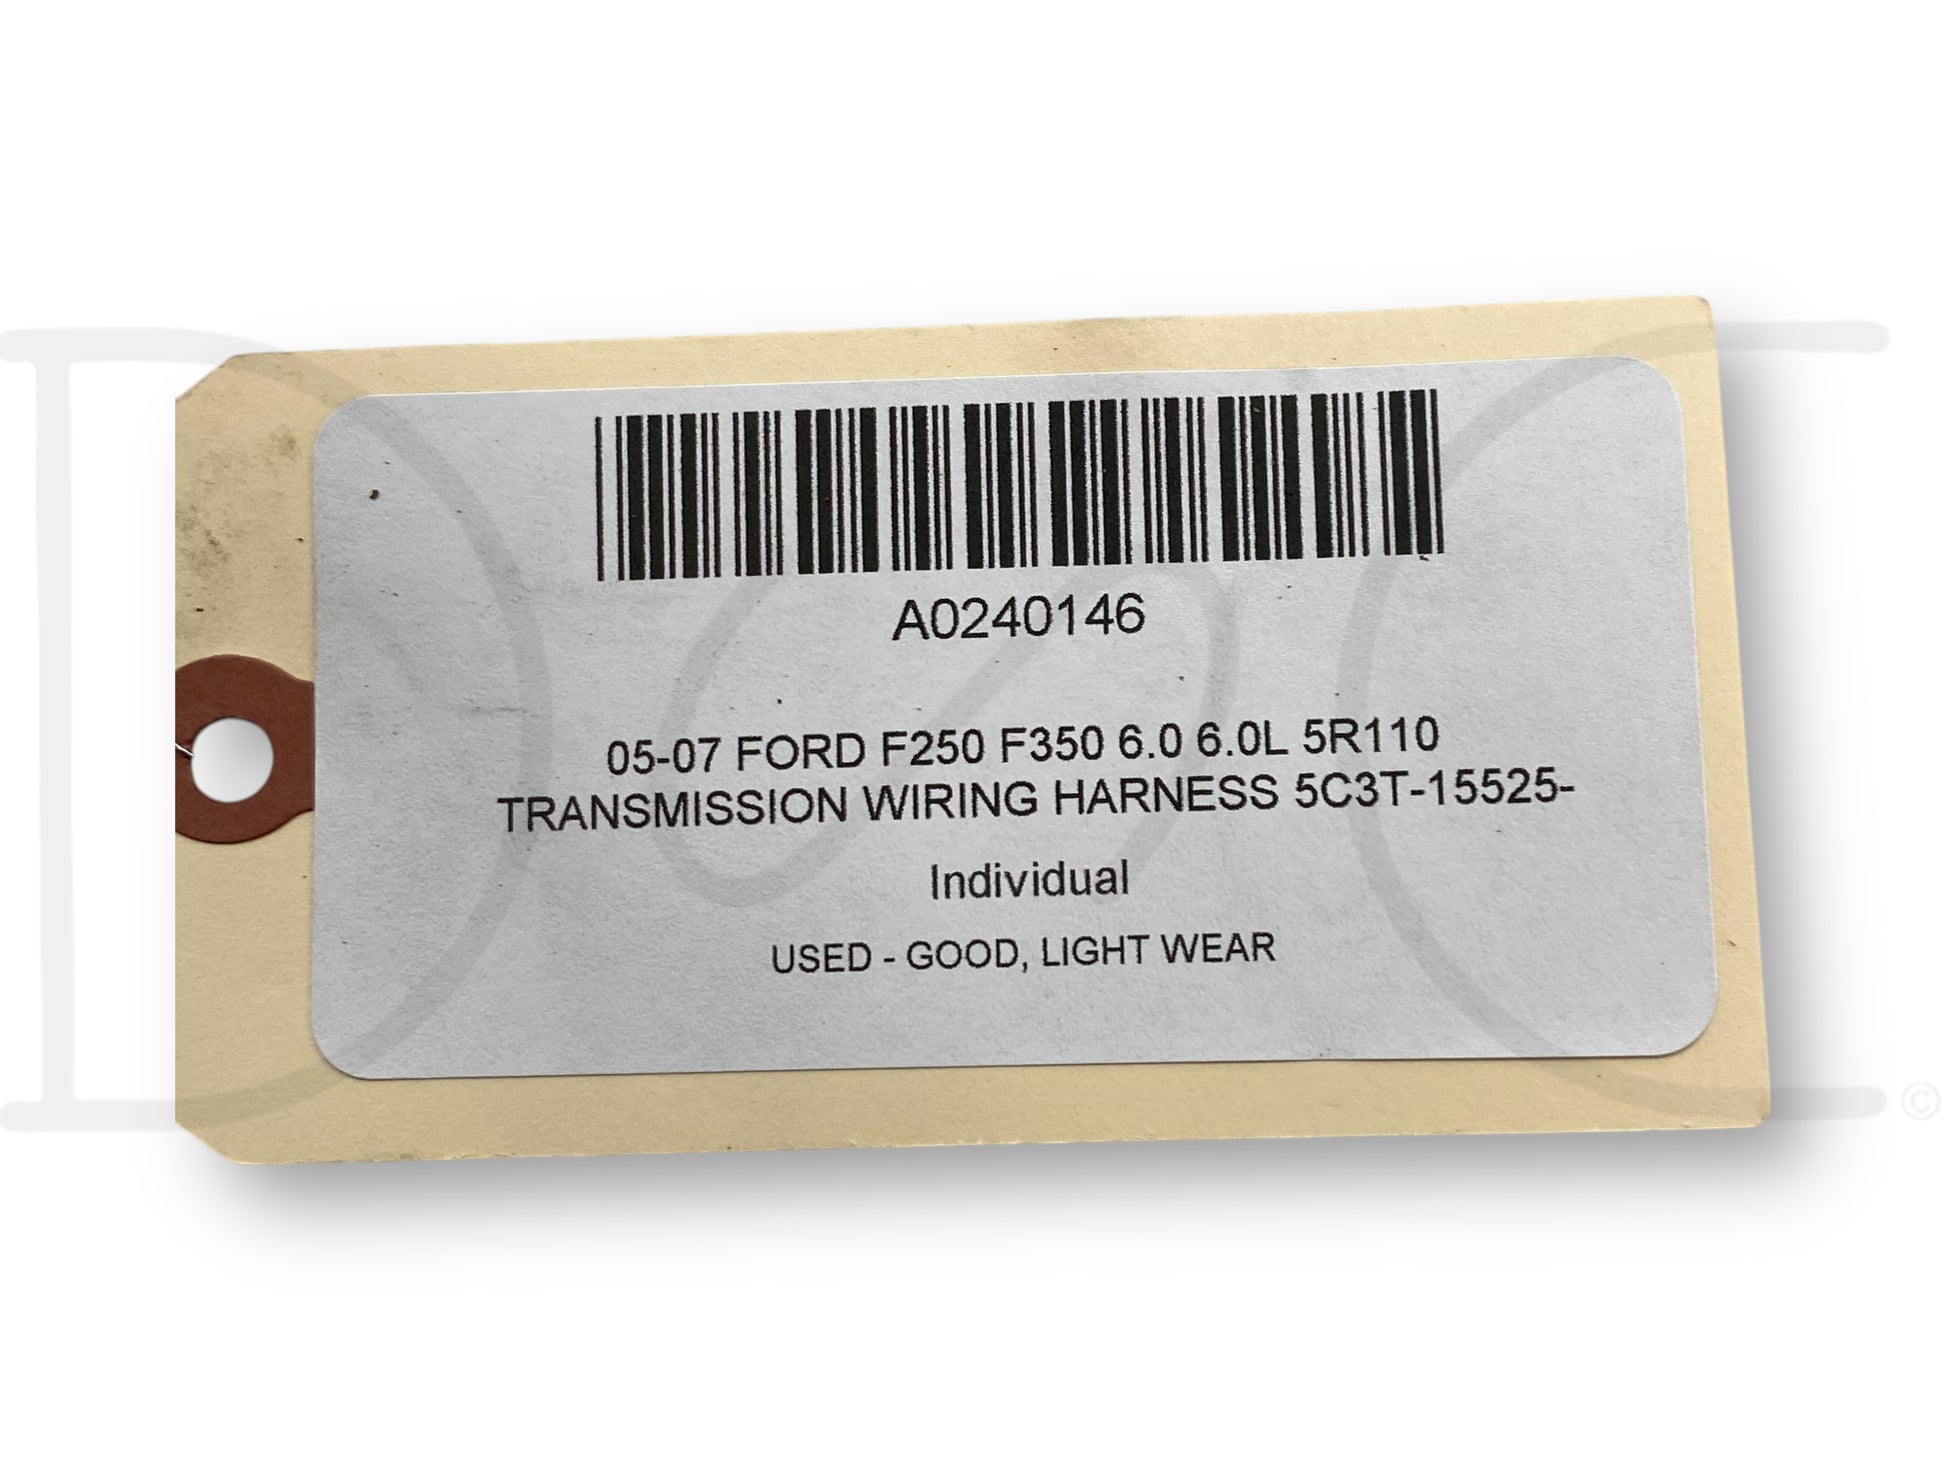 A0240146
05-07 FORD F250 F350 6.0 6.0L 5R110
TRANSMISSION WIRING HARNESS 5C3T-15525-
Individual
USED - GOOD, LIGHT WEAR
©